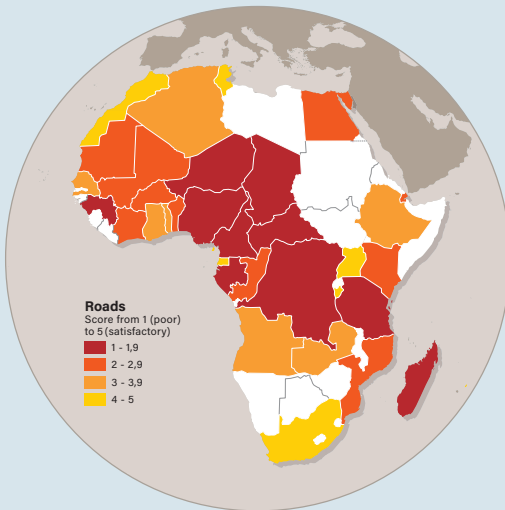 Roads
Score from 1 (poor)
to 5 (satisfactory)
1 - 1,9
2 - 2,9
3 - 3,9
4 - 5